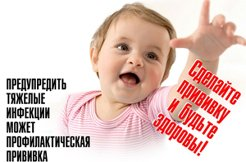 ПРЕДУПРЕДИТЬ
ТЯЖЕЛЫЕ
ИНФЕКЦИИ
МОЖЕТ
ПРОФИЛАКТИЧЕСКАЯ
ПРИВИВКА
Сделайте
прививку
и будьте
здоровы!